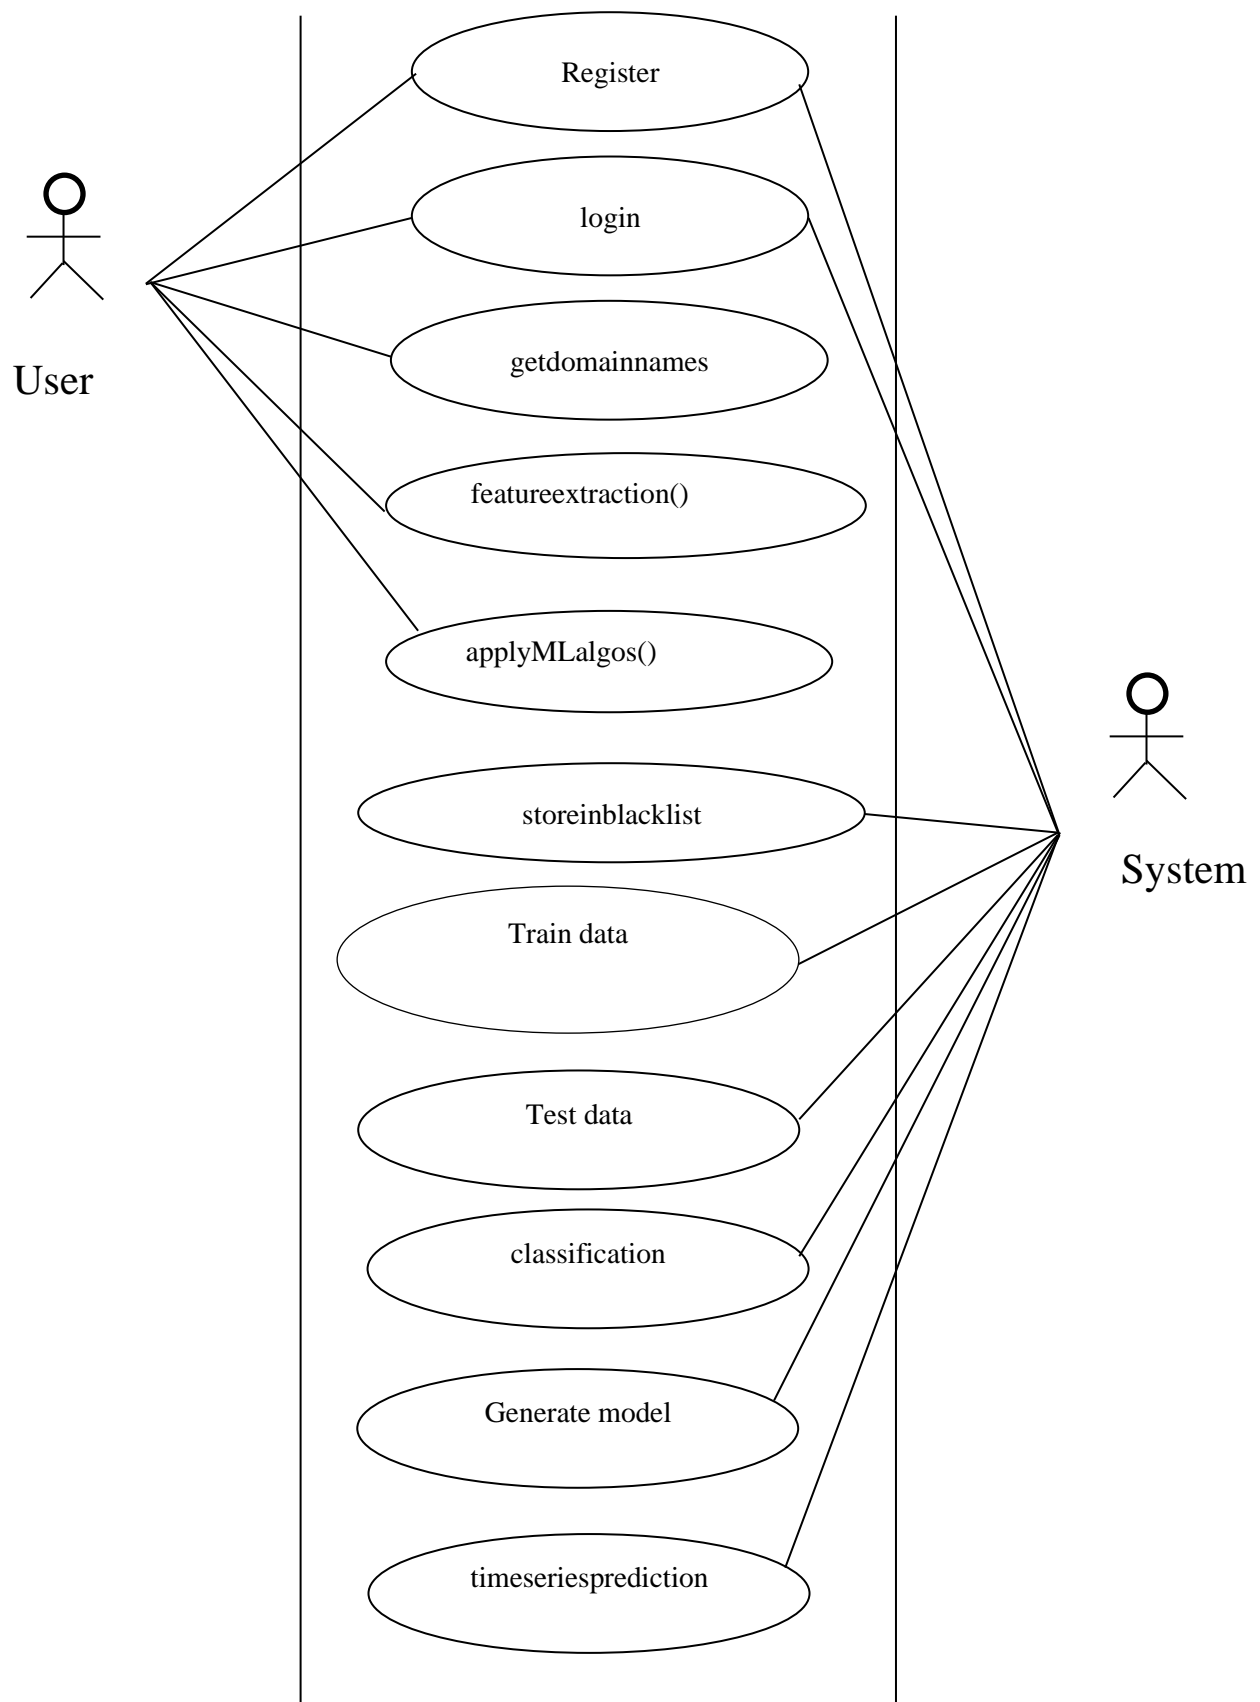 Register
login
getdomainnames
User
featureextraction()
applyMLalgos()
storeinblacklist
System
Train data
Test data
classification
Generate model
timeseriesprediction